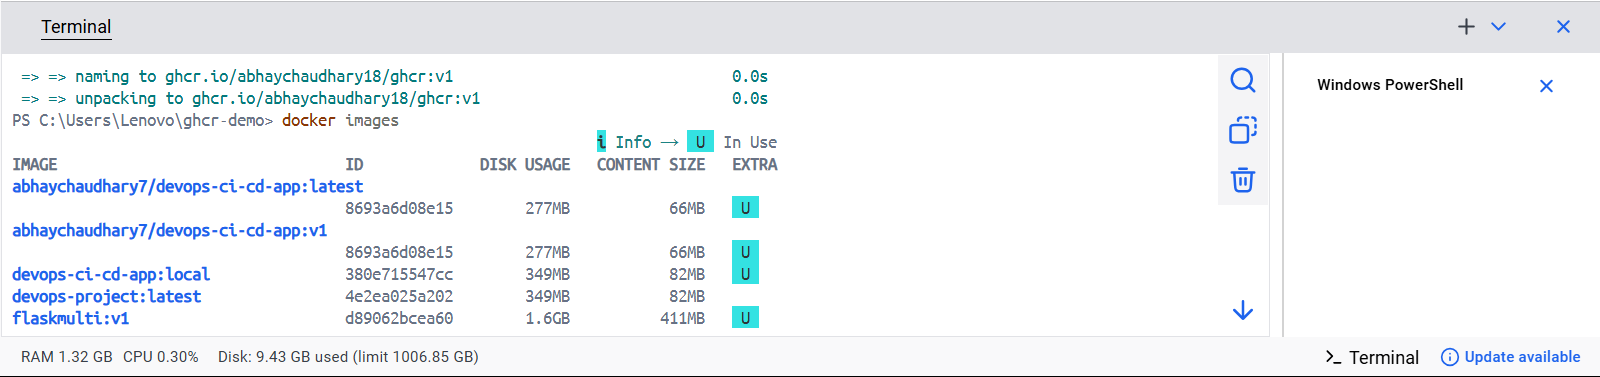 Terminal
=> => naming to ghcr.io/abhaychaudhary18/ghcr:v1 0.0s
=> => unpacking to ghcr.io/abhaychaudhary18/ghcr:v1 0.0s
PS C:\Users\Lenovo\ghcr-demo> docker images
i Info → U In Use
IMAGE ID DISK USAGE CONTENT SIZE EXTRA
abhaychaudhary7/devops-ci-cd-app:latest
8693a6d08e15 277MB 66MB U
abhaychaudhary7/devops-ci-cd-app:v1
8693a6d08e15 277MB 66MB U
devops-ci-cd-app:local 380e715547cc 349MB 82MB U
devops-project:latest 4e2ea025a202 349MB 82MB
flaskmulti:v1 d89062bcea60 1.6GB 411MB U
Windows PowerShell
RAM 1.32 GB CPU 0.30% Disk: 9.43 GB used (limit 1006.85 GB) Terminal Update available